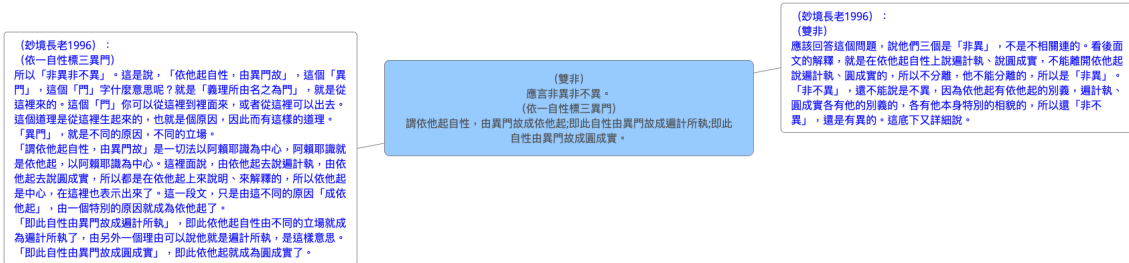 （玅境長老1996）：
（依一自性標三異門）
所以「非異非不異」。這是說，「依他起自性，由異門故」，這個「異
門」，這個「門」字什麼意思呢？就是「義理所由名之為門」，就是從
這裡來的。這個「門」你可以從這裡到裡面來，或者從這裡可以出去。
這個道理是從這裡生起來的，也就是個原因，因此而有這樣的道理。
「異門」，就是不同的原因，不同的立場。
「謂依他起自性，由異門故」是一切法以阿賴耶識為中心，阿賴耶識就
是依他起，以阿賴耶識為中心。這裡面說，由依他起去說遍計執，由依
他起去說圓成實，所以都是在依他起上來說明、來解釋的，所以依他起
是中心，在這裡也表示出來了。這一段文，只是由這不同的原因「成依
他起」，由一個特別的原因就成為依他起了。
「即此自性由異門故成遍計所執」，即此依他起自性由不同的立場就成
為遍計所執了，由另外一個理由可以說他就是遍計所執，是這樣意思。
「即此自性由異門故成圓成實」，即此依他起就成為圓成實了。
（雙非）
應言非異非不異。
（依一自性標三異門）
謂依他起自性，由異門故成依他起;即此自性由異門故成遍計所執;即此
自性由異門故成圓成實。
（玅境長老1996）：
（雙非）
應該回答這個問題，說他們三個是「非異」，不是不相關連的。看後面
文的解釋，就是在依他起自性上說遍計執、說圓成實，不能離開依他起
說遍計執、圓成實的，所以不分離，他不能分離的，所以是「非異」。
「非不異」，還不能說是不異，因為依他起有依他起的別義，遍計執、
圓成實各有他的別義的，各有他本身特別的相貌的，所以還「非不
異」，還是有異的。這底下又詳細說。